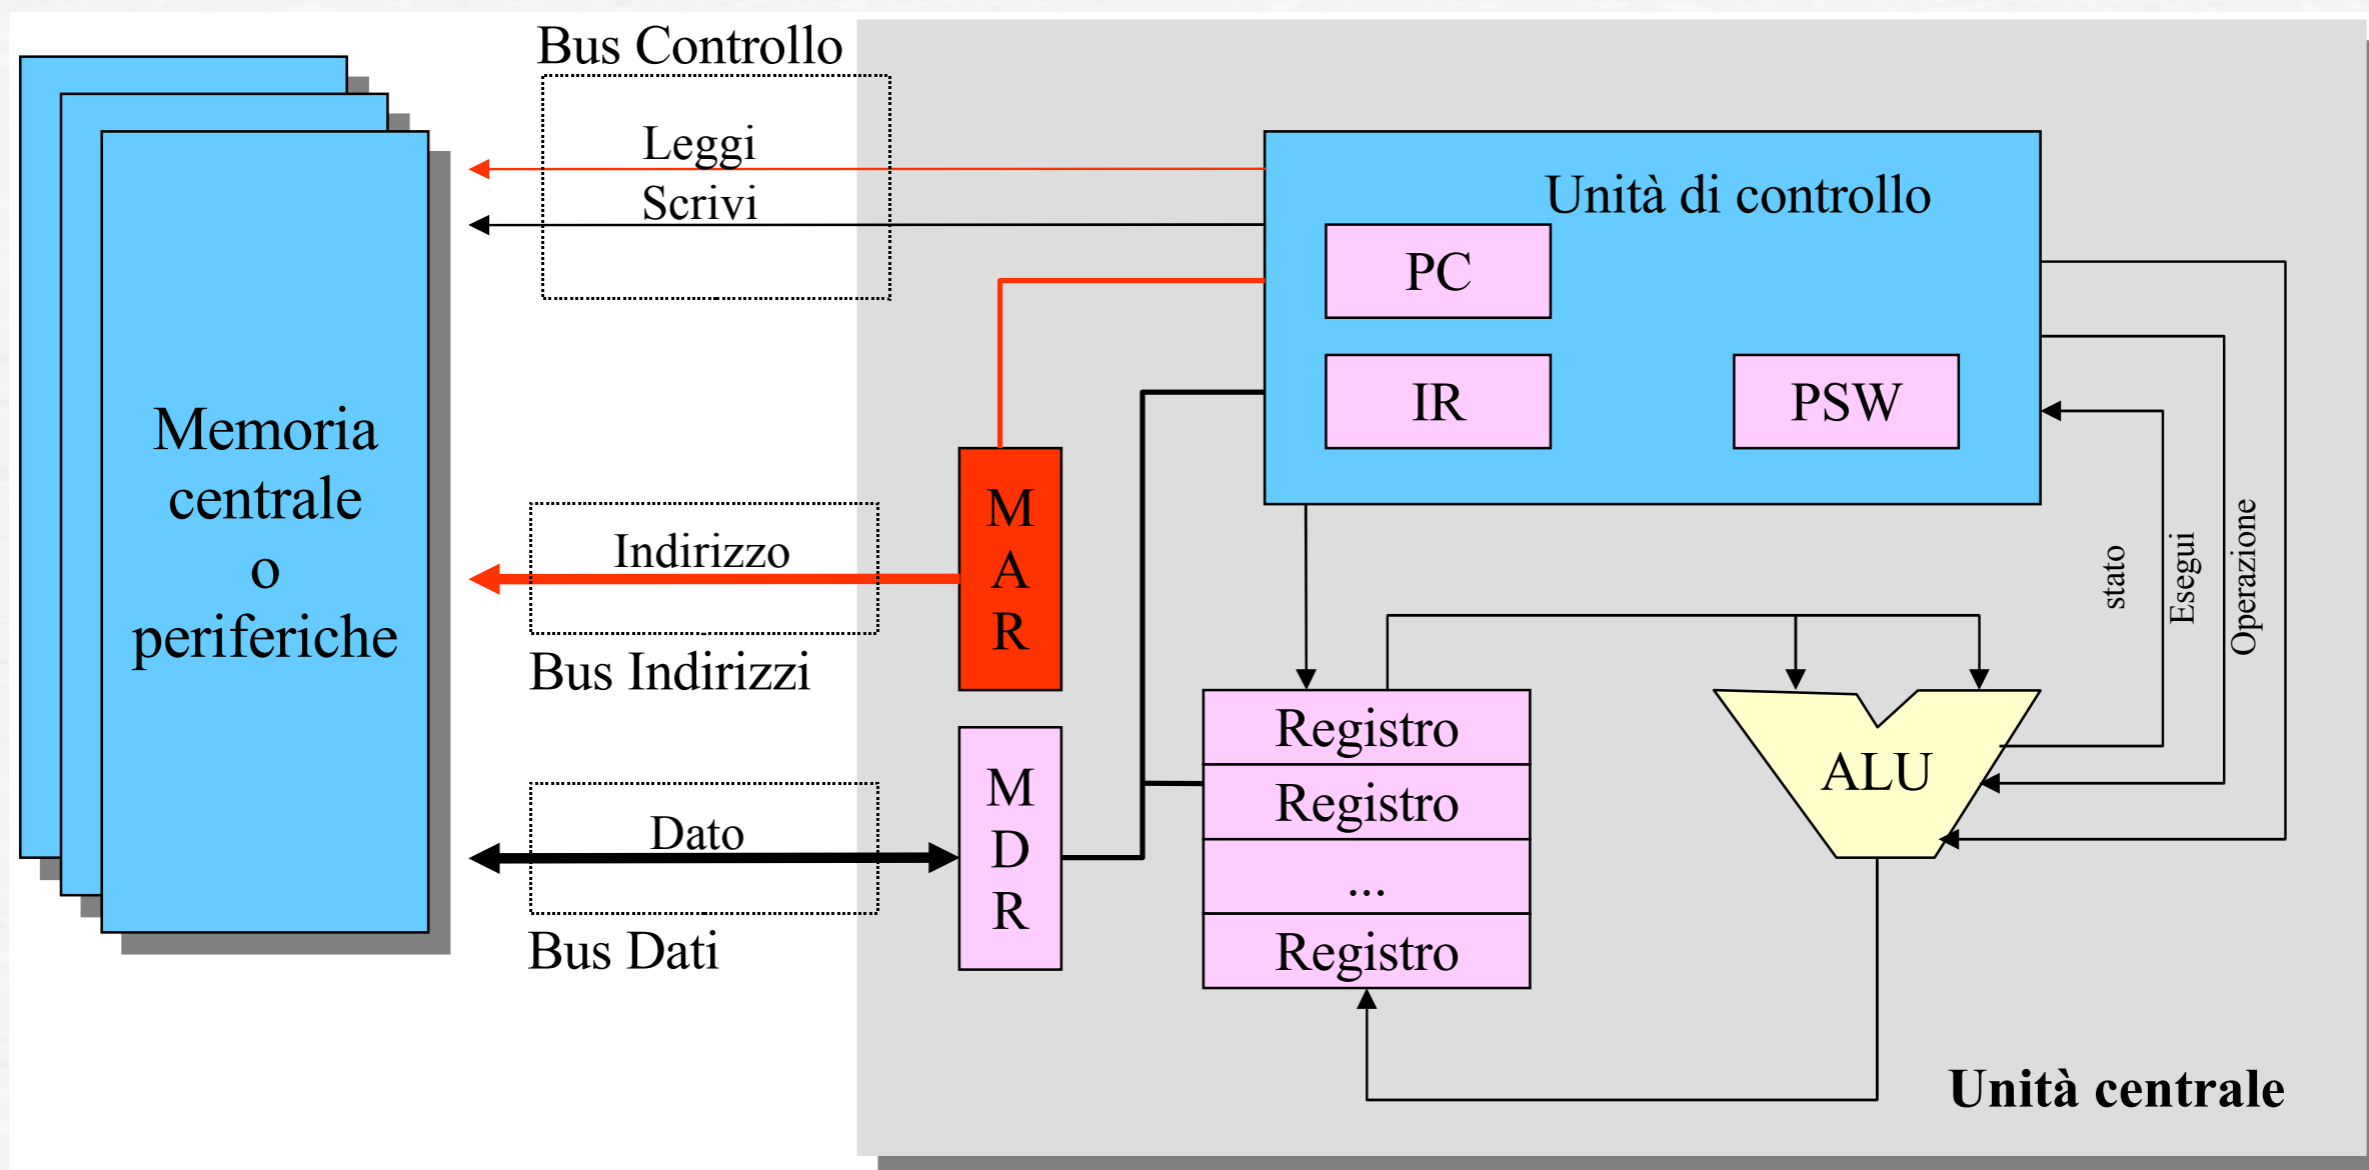 Bus Controllo
Leggi
Scrivi
Unità di controllo
PC
IR
PSW
Memoria
centrale
o
periferiche
Indirizzo
Bus Indirizzi
M
A
R
stato
Esegui
Operazione
Dato
Bus Dati
M
D
R
Registro
Registro
...
Registro
ALU
Unità centrale